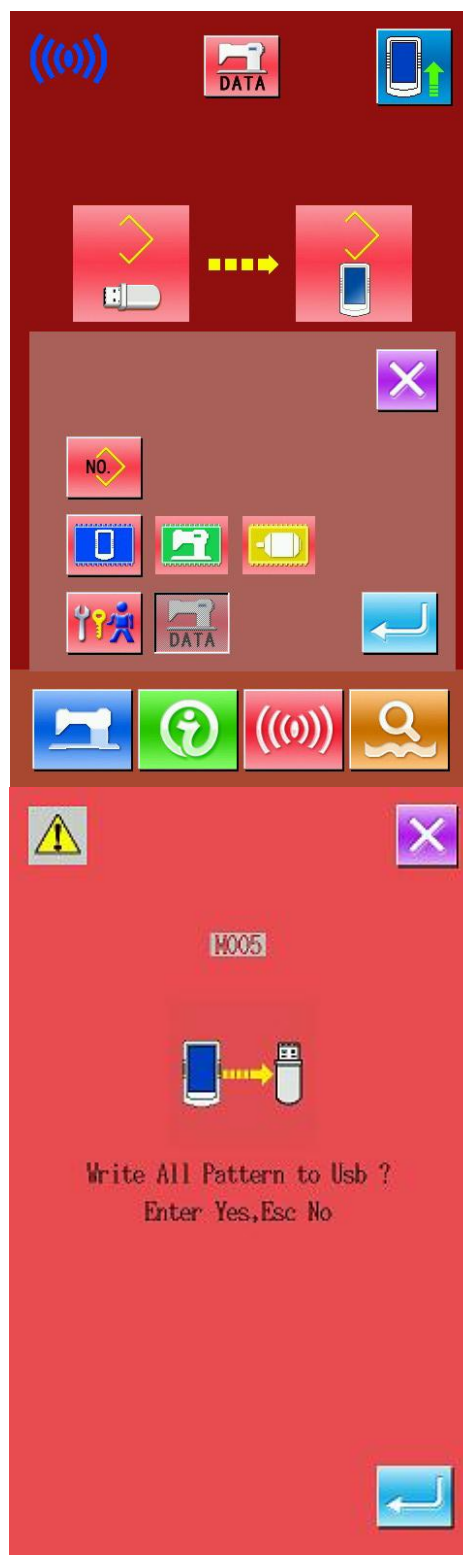 DATA
NO.
DATA
M005
Write All Pattern to Usb ?
Enter Yes,Esc No